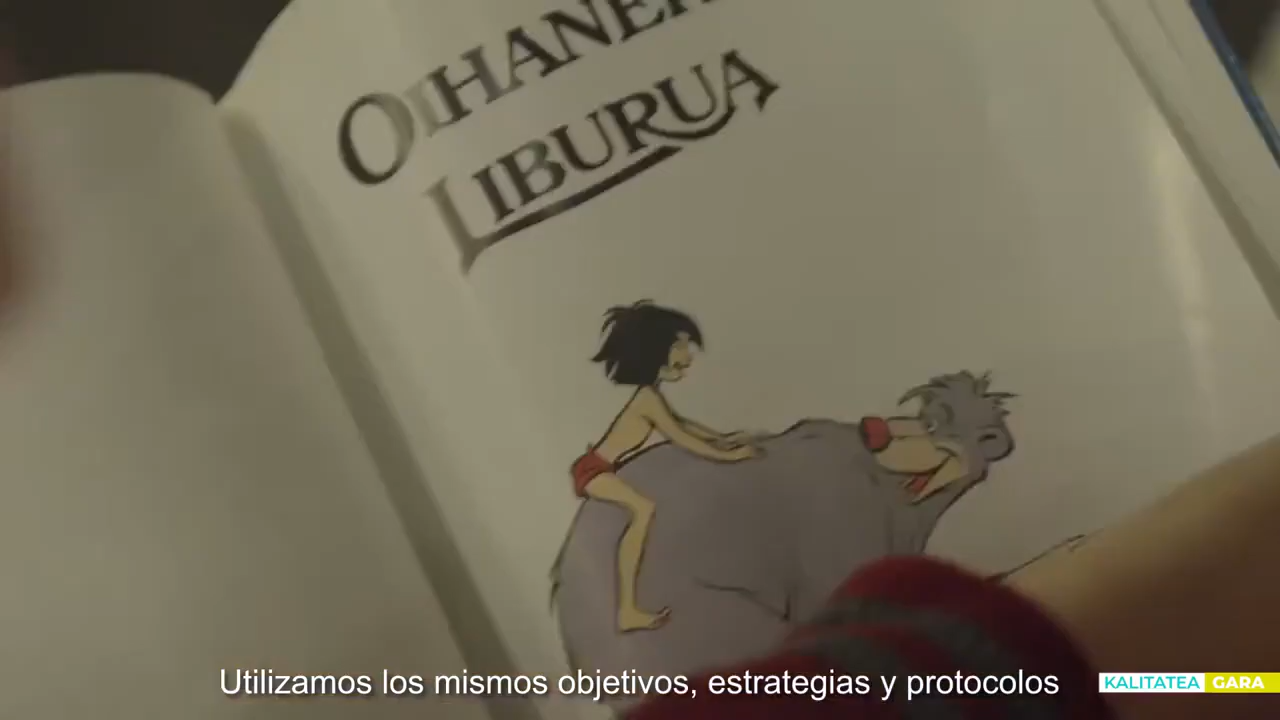 LIBURUA
Utilizamos los mismos objetivos, estrategias y protocolos
KALITATEA GARA